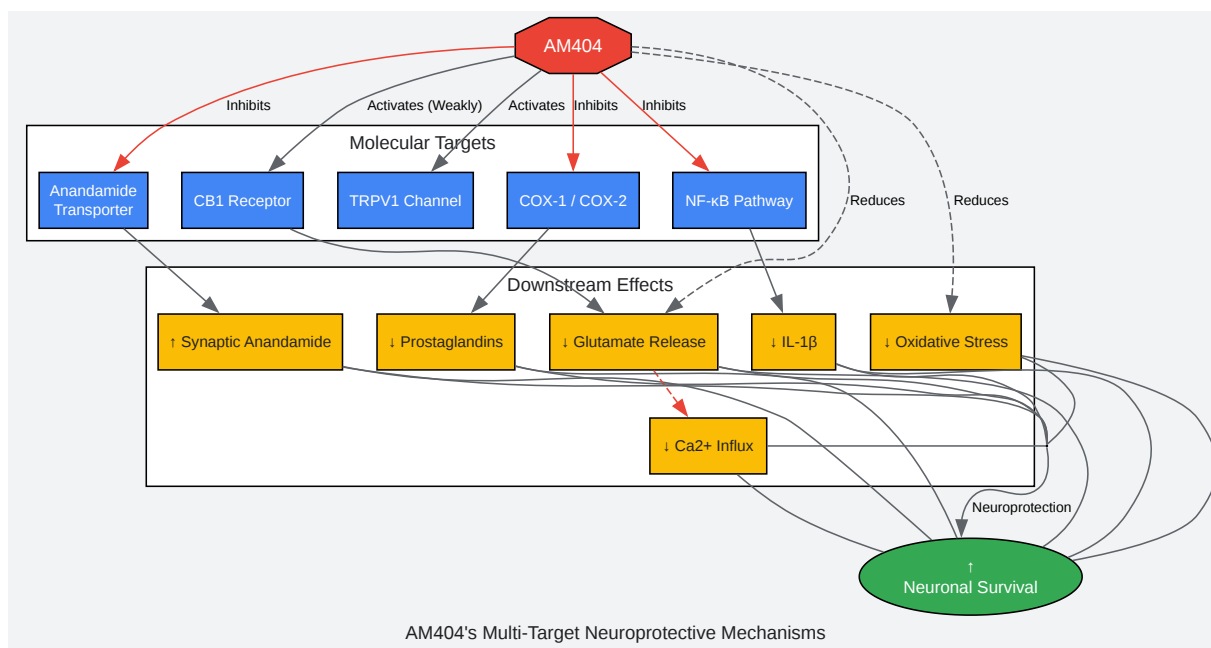 AM404
Inhibits
Activates (Weakly)
Activates
Inhibits
Inhibits
Molecular Targets
Anandamide
Transporter
CB1 Receptor
TRPV1 Channel
COX-1 / COX-2
NF-κB Pathway
Reduces
Reduces
Downstream Effects
↑ Synaptic Anandamide
↓ Prostaglandins
↓ Glutamate Release
↓ IL-1β
↓ Oxidative Stress
↓ Ca2+ Influx
Neuroprotection
↑
Neuronal Survival
AM404's Multi-Target Neuroprotective Mechanisms